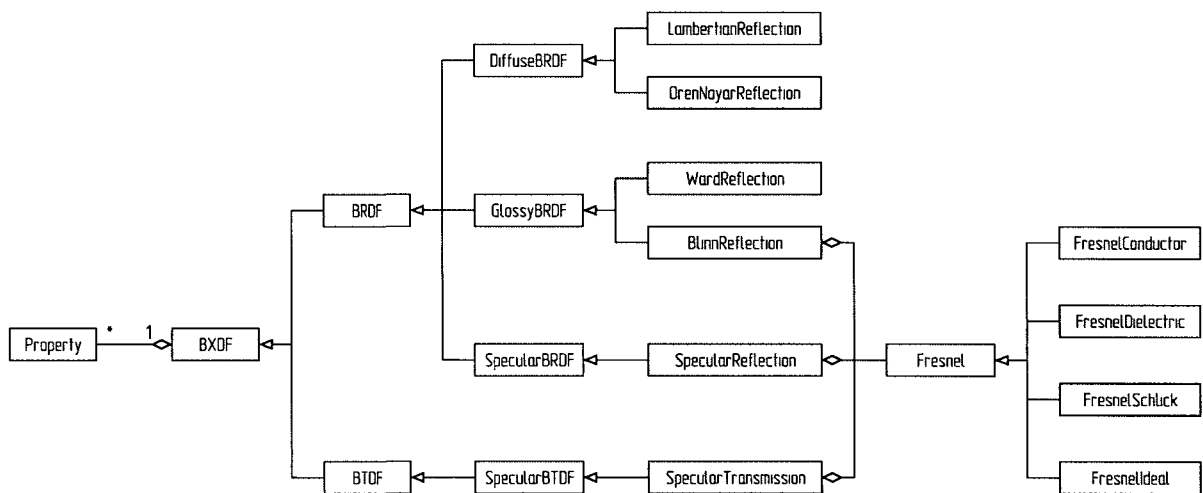 LambertianReflection
DiffuseBRDF
OrenNayarReflection
WardReflection
BRDF
GlossyBRDF
BlinnReflection
FresnelConductor
* 1
FresnelDielectric
Property
BXDF
SpecularBRDF
SpecularReflection
Fresnel
FresnelSchlick
BTDF
SpecularBTDF
SpecularTransmission
FresnelIdeal